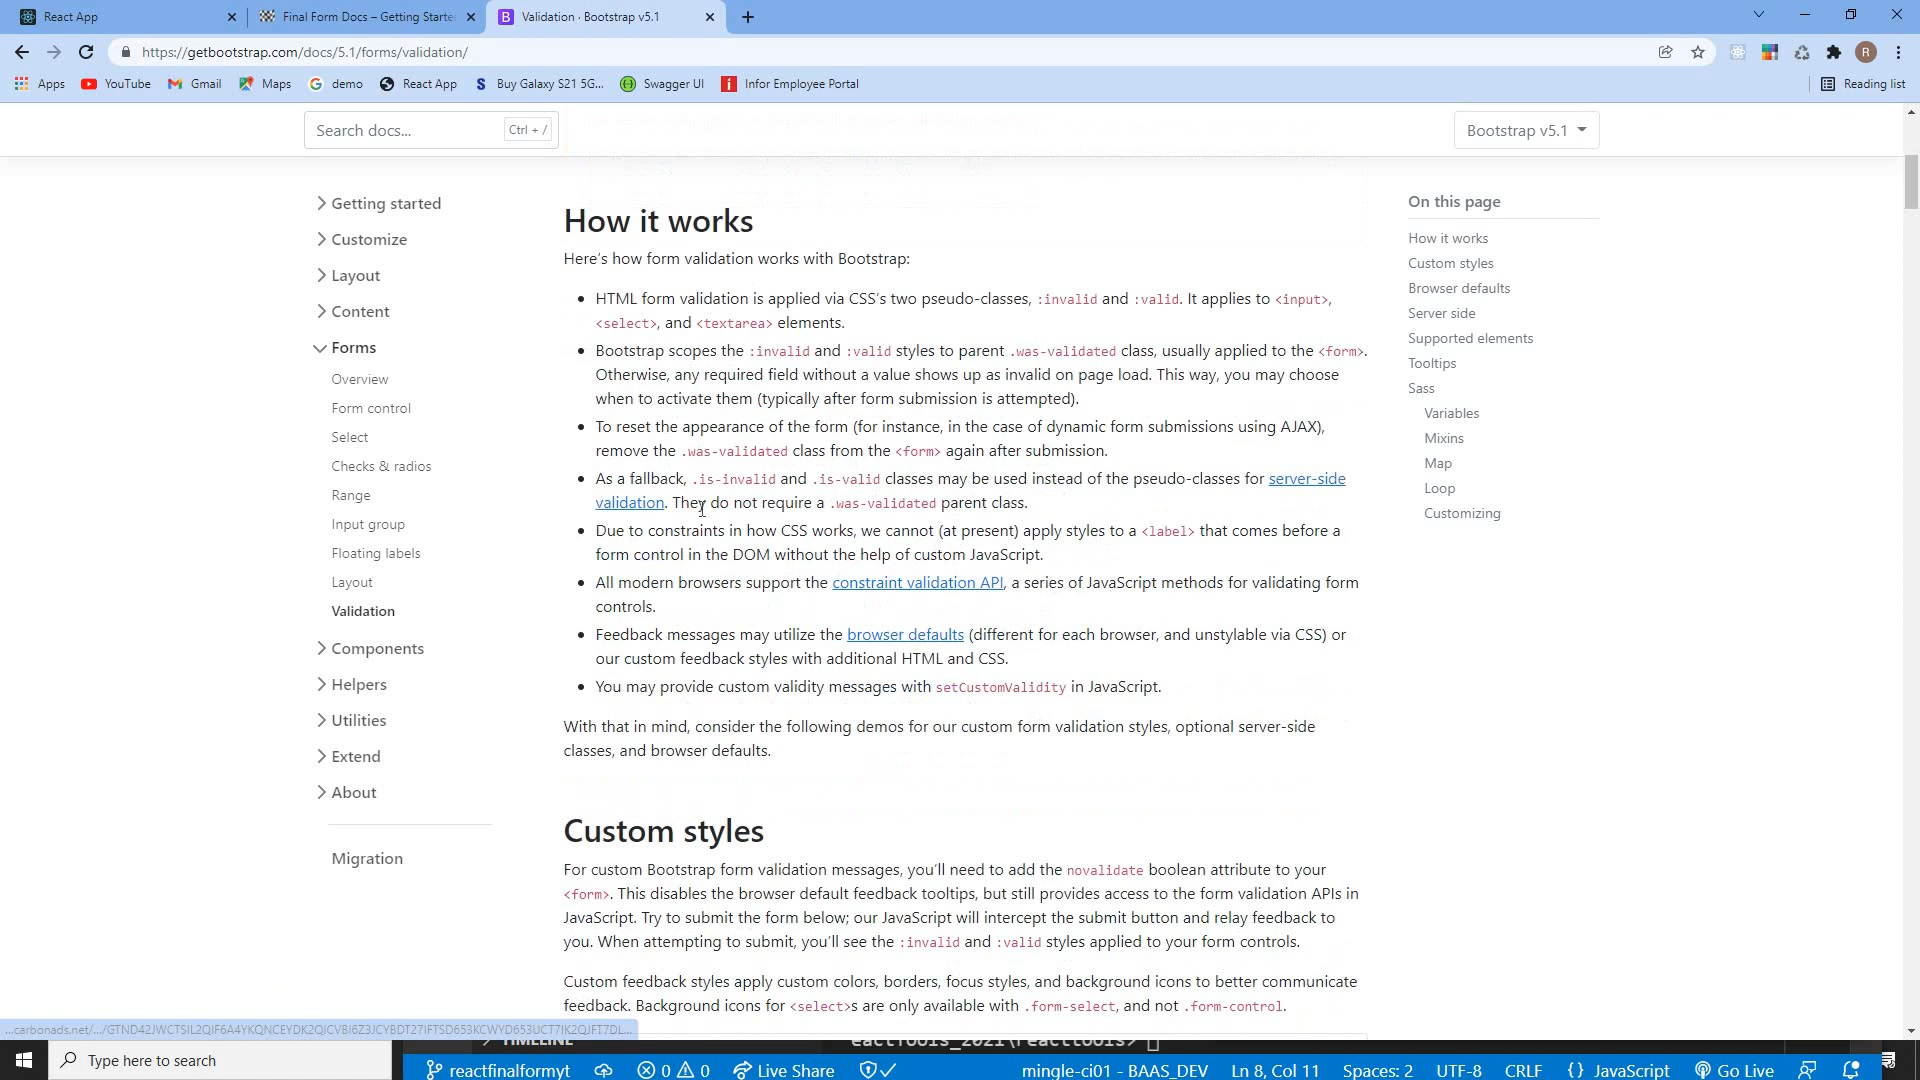 React App
Final Form Docs – Getting Starte
Validation · Bootstrap v5.1
https://getbootstrap.com/docs/5.1/forms/validation/
R
Apps
YouTube
Gmail
Maps
demo
React App
Buy Galaxy S21 5G...
Swagger UI
Infor Employee Portal
Reading list
Search docs...
Ctrl + /
Bootstrap v5.1
Getting started
Customize
Layout
Content
Forms
Overview
Form control
Select
Checks & radios
Range
Input group
Floating labels
Layout
Validation
Components
Helpers
Utilities
Extend
About
Migration
How it works
Here's how form validation works with Bootstrap:
HTML form validation is applied via CSS's two pseudo-classes, :invalid and :valid. It applies to <input>,
<select>, and <textarea> elements.
Bootstrap scopes the :invalid and :valid styles to parent .was-validated class, usually applied to the <form>.
Otherwise, any required field without a value shows up as invalid on page load. This way, you may choose
when to activate them (typically after form submission is attempted).
To reset the appearance of the form (for instance, in the case of dynamic form submissions using AJAX),
remove the .was-validated class from the <form> again after submission.
As a fallback, .is-invalid and .is-valid classes may be used instead of the pseudo-classes for server-side
validation. They do not require a .was-validated parent class.
Due to constraints in how CSS works, we cannot (at present) apply styles to a <label> that comes before a
form control in the DOM without the help of custom JavaScript.
All modern browsers support the constraint validation API, a series of JavaScript methods for validating form
controls.
Feedback messages may utilize the browser defaults (different for each browser, and unstylable via CSS) or
our custom feedback styles with additional HTML and CSS.
You may provide custom validity messages with setCustomValidity in JavaScript.
With that in mind, consider the following demos for our custom form validation styles, optional server-side
classes, and browser defaults.
Custom styles
For custom Bootstrap form validation messages, you'll need to add the novalidate boolean attribute to your
<form>. This disables the browser default feedback tooltips, but still provides access to the form validation APIs in
JavaScript. Try to submit the form below; our JavaScript will intercept the submit button and relay feedback to
you. When attempting to submit, you'll see the :invalid and :valid styles applied to your form controls.
Custom feedback styles apply custom colors, borders, focus styles, and background icons to better communicate
feedback. Background icons for <select>s are only available with .form-select, and not .form-control.
On this page
How it works
Custom styles
Browser defaults
Server side
Supported elements
Tooltips
Sass
Variables
Mixins
Map
Loop
Customizing
TIMELINE
eactTools_2021\reacttools>
Type here to search
reactfinalformyt
0
0
Live Share
mingle-ci01 - BAAS_DEV
Ln 8, Col 11
Spaces: 2
UTF-8
CRLF
{} JavaScript
Go Live